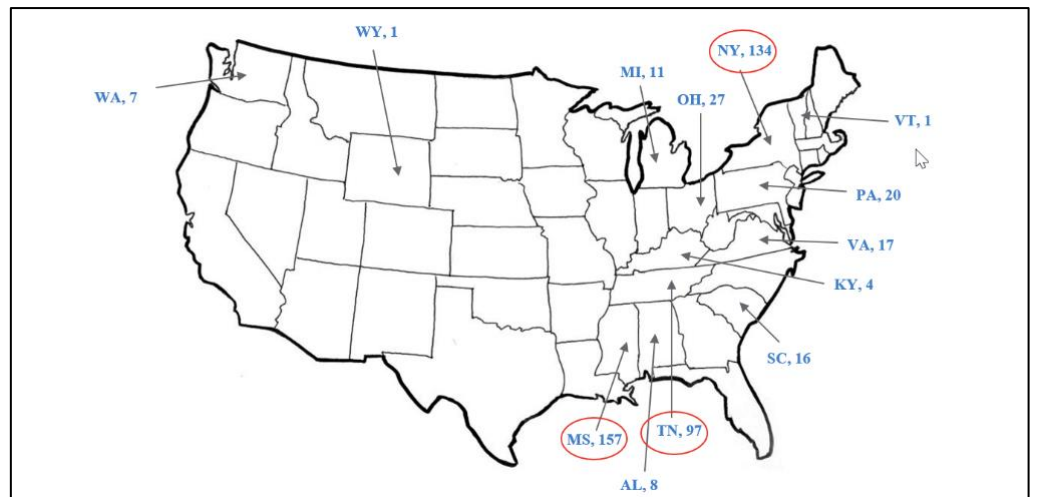 WY, 1
NY, 134
MI, 11
WA, 7
OH, 27
VT, 1
PA, 20
VA, 17
KY, 4
SC, 16
MS, 157
TN, 97
AL, 8